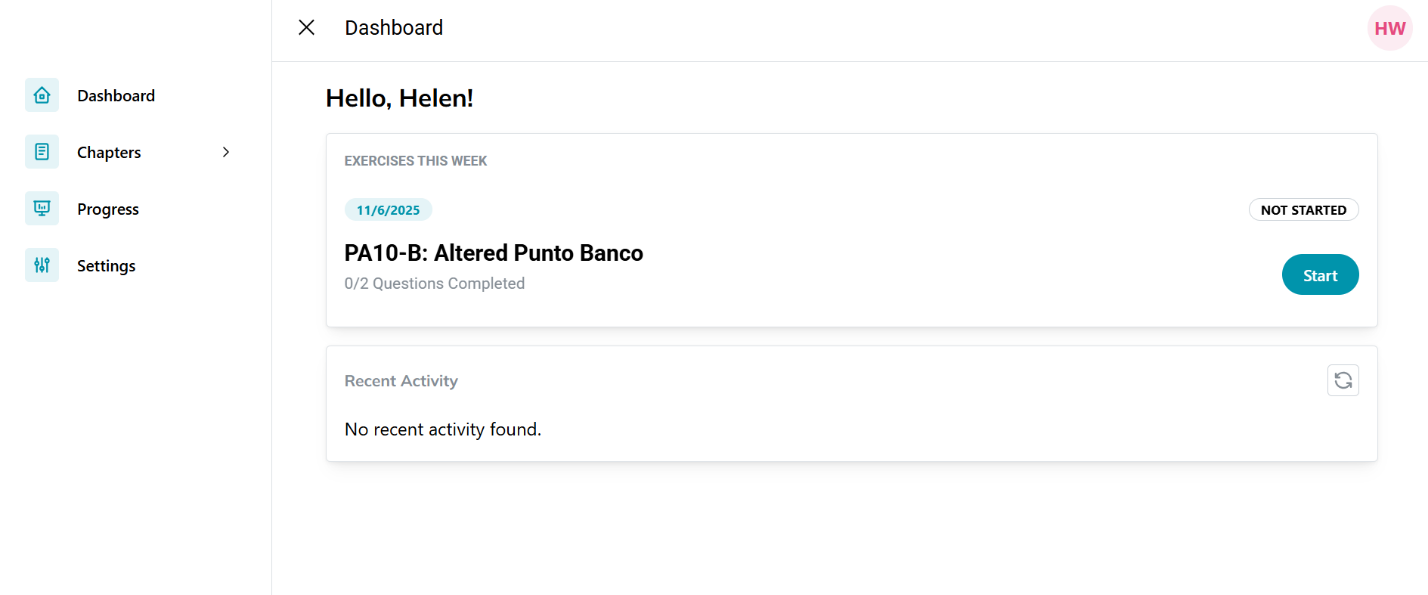 Dashboard
HW
Dashboard
Chapters
Progress
Settings
Hello, Helen!
EXERCISES THIS WEEK
11/6/2025
NOT STARTED
PA10-B: Altered Punto Banco
0/2 Questions Completed
Start
Recent Activity
No recent activity found.